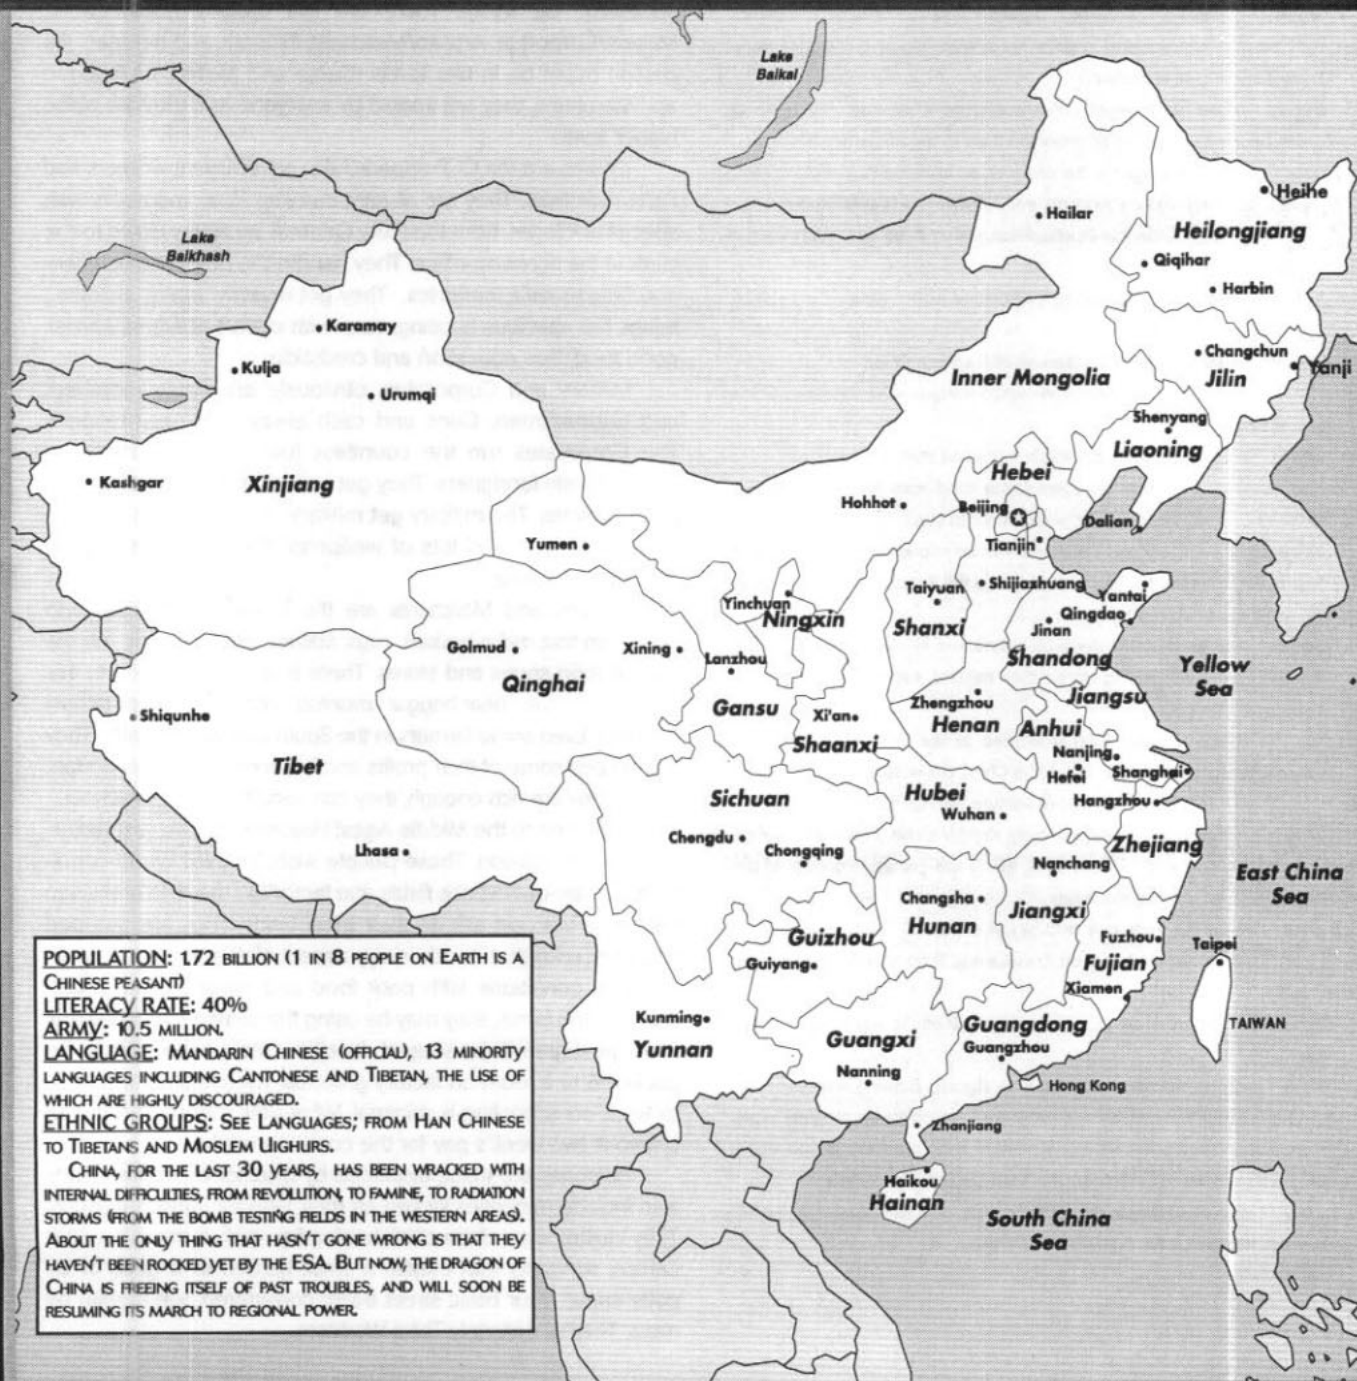 Lake
Baikal
Heihe
Hailar
Heilongjiang
Lake
Balkhash
Qiqihar
Harbin
Karamay
Changchun
Kulja
Yanji
Inner Mongolia
Jilin
Urumqi
Shenyang
Liaoning
Hebei
Kashgar
Xinjiang
Hohhot
Beijing
Dalian
Yumen
Tianjin
Taiyuan
Shijiazhuang
Yantai
Yinchuan
Ningxin
Qingdao
Jinan
Shanxi
Golmud
Xining
Lanzhou
Shandong
Yellow
Sea
Qinghai
Jiangsu
Gansu
Zhengzhou
Shiqunhe
Xi'an
Henan
Anhui
Shaanxi
Nanjing
Tibet
Hefei
Shanghai
Sichuan
Hubei
Hangzhou
Wuhan
Chengdu
Zhejiang
Lhasa
Chongqing
Nanchang
East China
Sea
Changsha
Jiangxi
Hunan
Guizhou
Fuzhou
Taipei
Guiyang
Fujian
Xiamen
Kunming
Guangdong
TAIWAN
Yunnan
Guangxi
Guangzhou
Nanning
Hong Kong
Zhanjiang
Haikou
Hainan
South China
Sea
POPULATION: 1.72 BILLION (1 IN 8 PEOPLE ON EARTH IS A
CHINESE PEASANT)
LITERACY RATE: 40%
ARMY: 10.5 MILLION.
LANGUAGE: MANDARIN CHINESE (OFFICIAL), 13 MINORITY
LANGUAGES INCLUDING CANTONESE AND TIBETAN, THE USE OF
WHICH ARE HIGHLY DISCOURAGED.
ETHNIC GROUPS: SEE LANGUAGES; FROM HAN CHINESE
TO TIBETANS AND MOSLEM UIGHURS.
CHINA, FOR THE LAST 30 YEARS, HAS BEEN WRACKED WITH
INTERNAL DIFFICULTIES, FROM REVOLUTION, TO FAMINE, TO RADIATION
STORMS (FROM THE BOMB TESTING FIELDS IN THE WESTERN AREAS).
ABOUT THE ONLY THING THAT HASN'T GONE WRONG IS THAT THEY
HAVEN'T BEEN ROCKED YET BY THE ESA. BUT NOW, THE DRAGON OF
CHINA IS FREEING ITSELF OF PAST TROUBLES, AND WILL SOON BE
RESUMING ITS MARCH TO REGIONAL POWER.